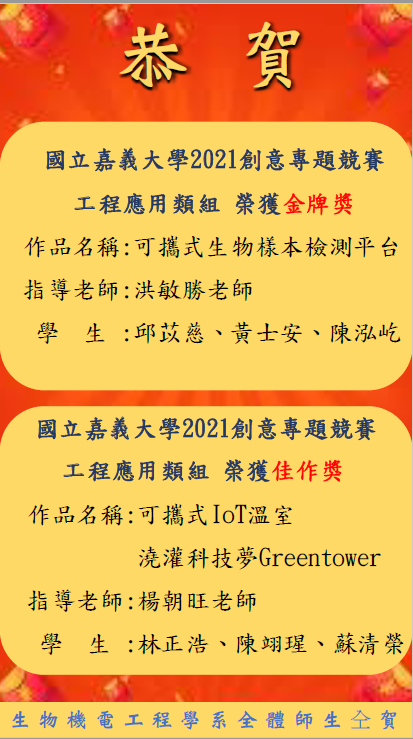 恭 賀
國立嘉義大學2021創意專題競賽
工程應用類組 榮獲金牌獎
作品名稱:可攜式生物樣本檢測平台
指導老師:洪敏勝老師
學 生 :邱苡慈、黃士安、陳泓屹
國立嘉義大學2021創意專題競賽
工程應用類組 榮獲佳作獎
作品名稱:可攜式IoT溫室
澆灌科技夢Greentower
指導老師:楊朝旺老師
學 生 :林正浩、陳翊瑆、蘇清榮
生物機電工程學系全體師生仝賀